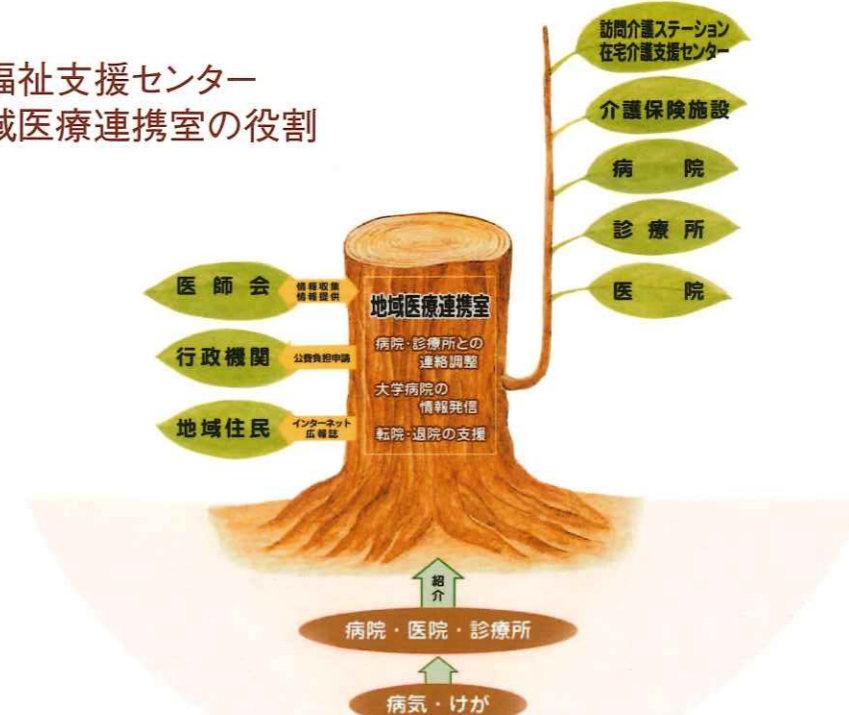 福祉支援センター
域医療連携室の役割
訪問介護ステーション
在宅介護支援センター
介護保険施設
病 院
診 療 所
医 院
医 師 会
情報収集
情報提供
行政機関
公費負担申請
地域住民
インターネット
広報誌
地域医療連携室
病院・診療所との
連絡調整
大学病院の
情報発信
転院・退院の支援
紹介
病院・医院・診療所
病気・けが